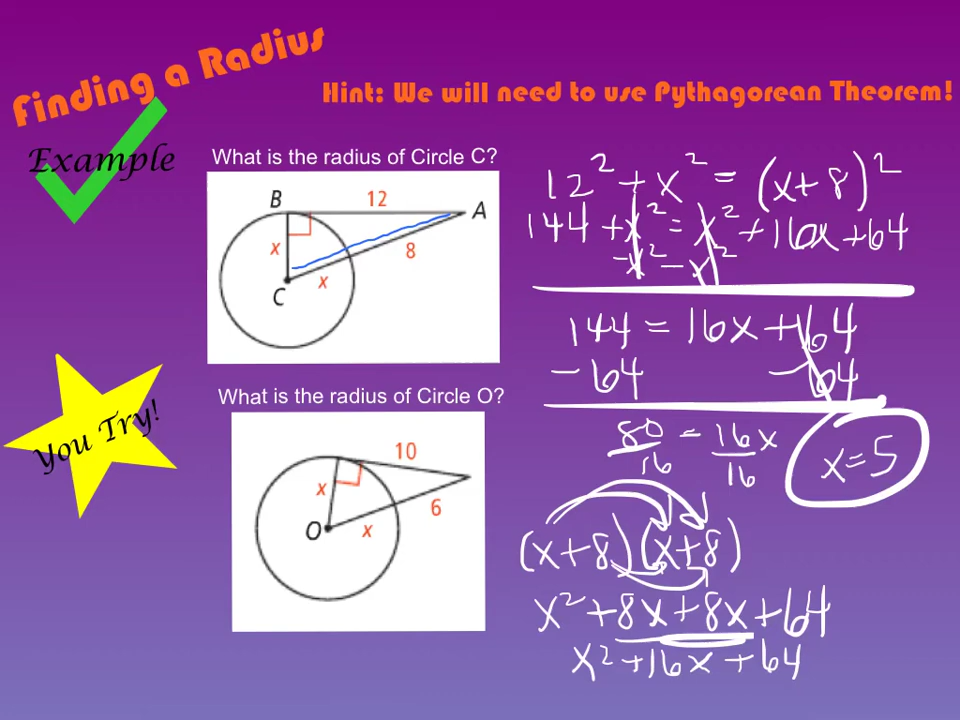 Finding a Radius
Hint: We will need to use Pythagorean Theorem!
Example
What is the radius of Circle C?
B
12
A
x
8
C
x
12² + x² = (x+8)²
144 + x² = x² + 16x + 64
-x² - x²
144 = 16x + 64
- 64 - 64
80/16 = 16x/16
x = 5
(x+8)(x+8)
x² + 8x + 8x + 64
x² + 16x + 64
You Try!
What is the radius of Circle O?
10
x
6
O
x